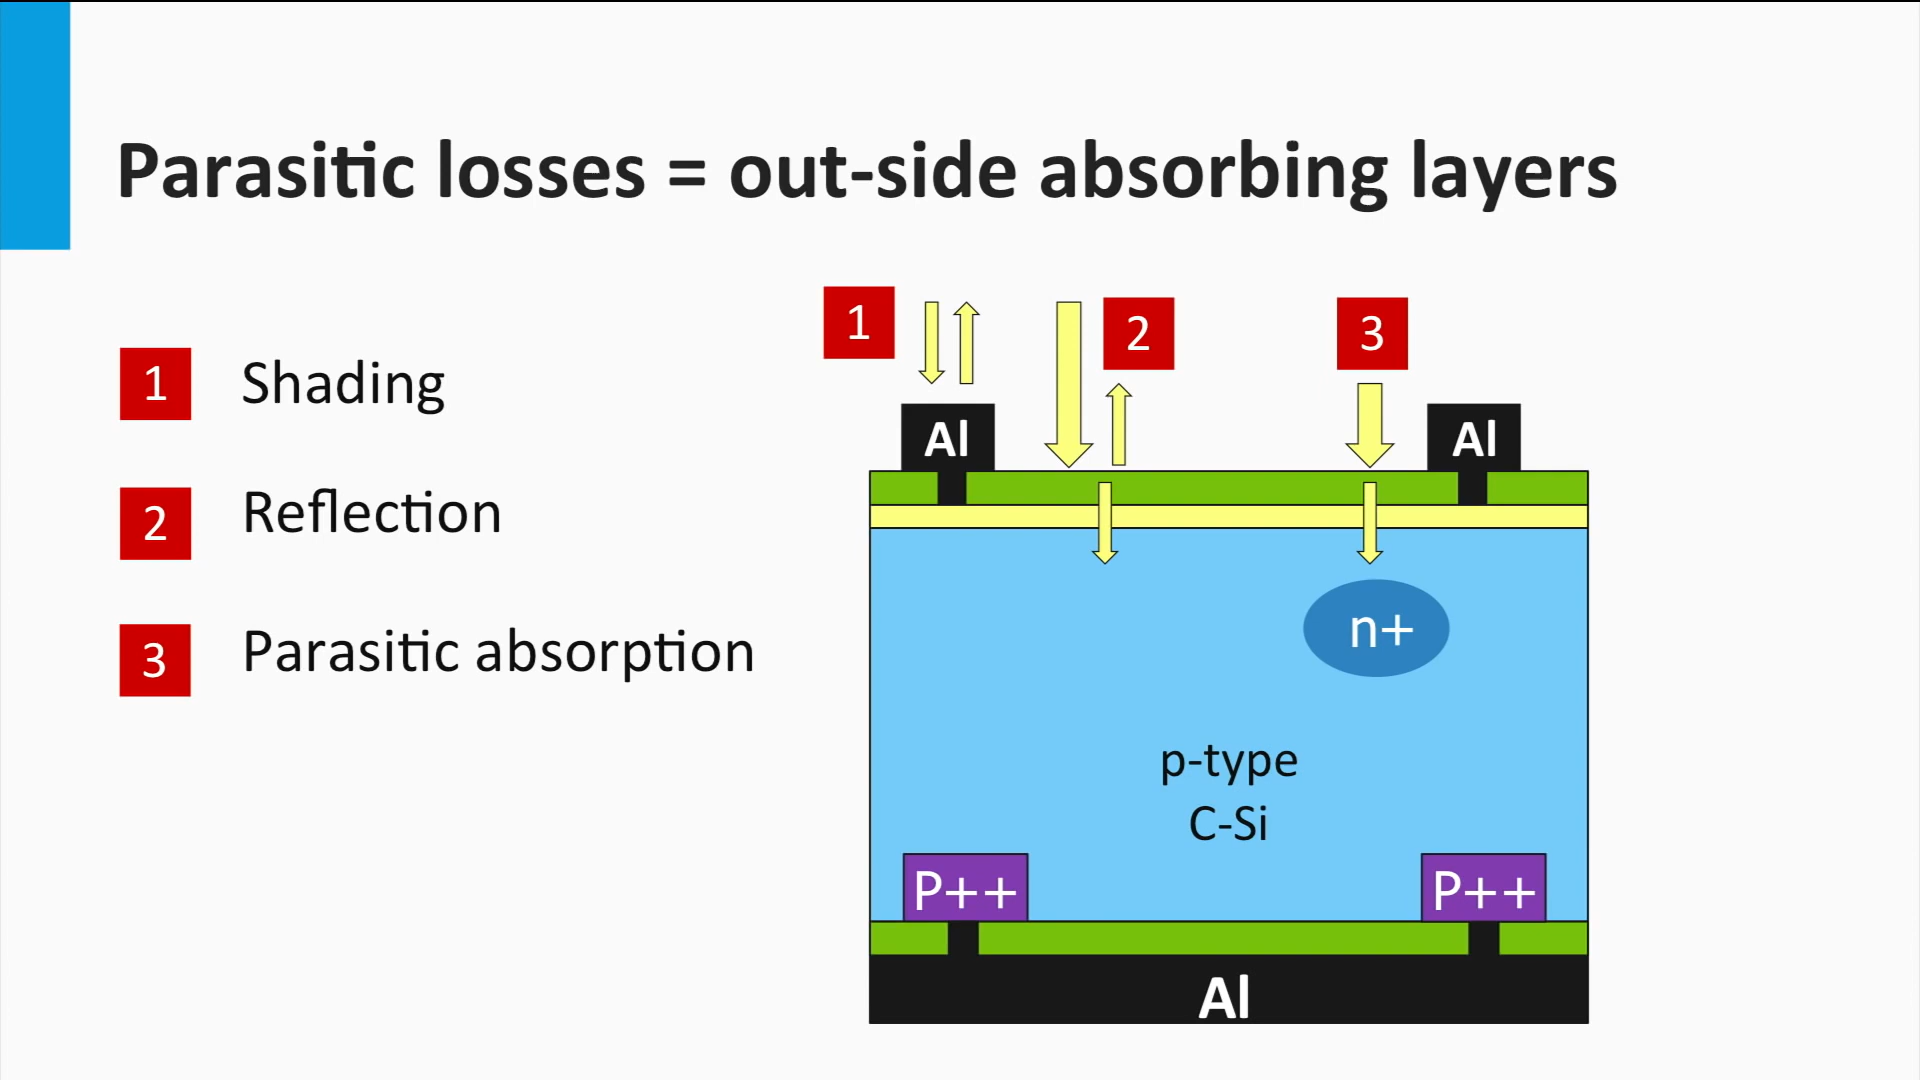 Parasitic losses = out-side absorbing layers
1 Shading
2 Reflection
3 Parasitic absorption
1
2
3
Al
Al
n+
p-type
C-Si
P++
P++
Al